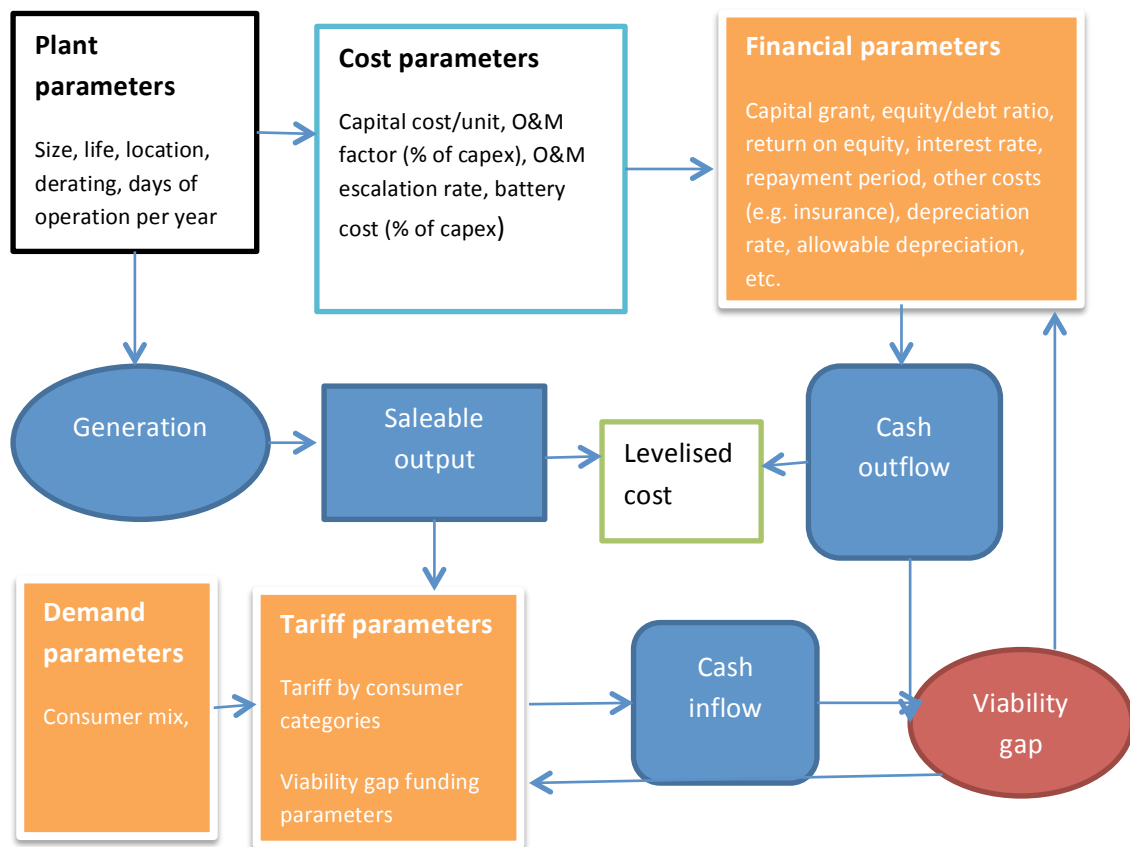 Plant
parameters
Size, life, location,
derating, days of
operation per year
Cost parameters
Capital cost/unit, O&M
factor (% of capex), O&M
escalation rate, battery
cost (% of capex)
Financial parameters
Capital grant, equity/debt ratio,
return on equity, interest rate,
repayment period, other costs
(e.g. insurance), depreciation
rate, allowable depreciation,
etc.
Generation
Saleable
output
Levelised
cost
Cash
outflow
Demand
parameters
Consumer mix,
Tariff parameters
Tariff by consumer
categories
Viability gap funding
parameters
Cash
inflow
Viability
gap